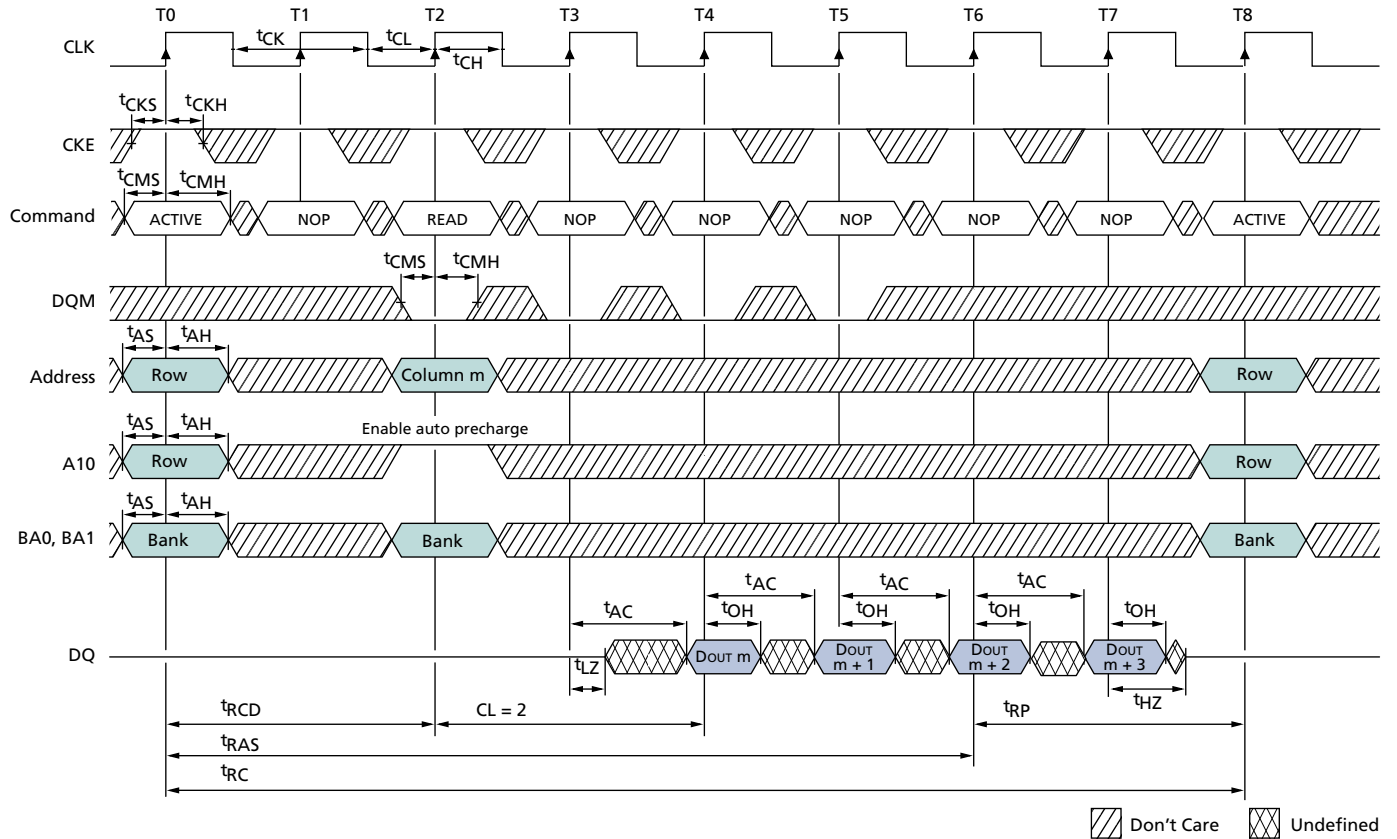 T0 T1 T2 T3 T4 T5 T6 T7 T8
CLK
tCK tCL
tCH
tCKS tCKH
CKE
tCMS tCMH
Command ACTIVE NOP READ NOP NOP NOP NOP NOP ACTIVE
tCMS tCMH
DQM
tAS tAH
Address Row Column m Row
tAS tAH Enable auto precharge
A10 Row Row
tAS tAH
BA0, BA1 Bank Bank Bank
tAC tAC tAC
tAC tOH tOH tOH tOH
DQ DOUT m DOUT m + 1 DOUT m + 2 DOUT m + 3
tLZ tHZ
tRCD CL = 2 tRP
tRAS
tRC
Don't Care Undefined